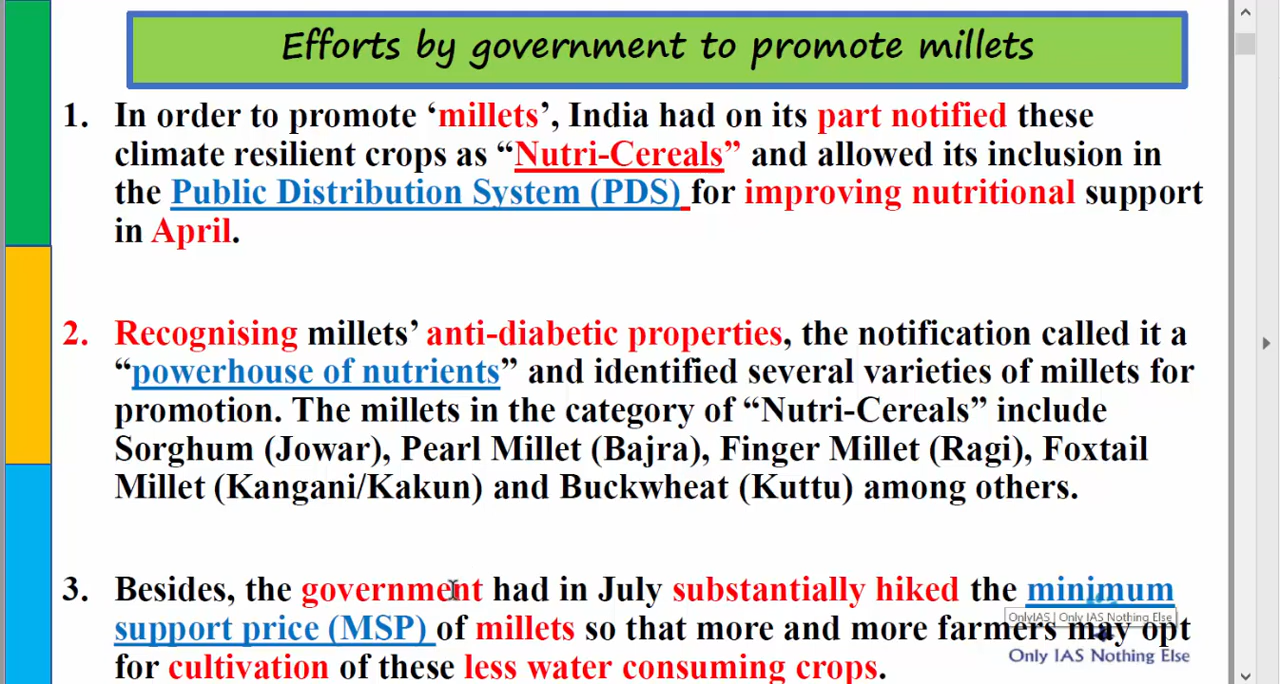 Efforts by government to promote millets
1. In order to promote ‘millets’, India had on its part notified these
climate resilient crops as “Nutri-Cereals” and allowed its inclusion in
the Public Distribution System (PDS) for improving nutritional support
in April.
2. Recognising millets’ anti-diabetic properties, the notification called it a
“powerhouse of nutrients” and identified several varieties of millets for
promotion. The millets in the category of “Nutri-Cereals” include
Sorghum (Jowar), Pearl Millet (Bajra), Finger Millet (Ragi), Foxtail
Millet (Kangani/Kakun) and Buckwheat (Kuttu) among others.
3. Besides, the government had in July substantially hiked the minimum
OnlyIAS | Only IAS Nothing Else
support price (MSP) of millets so that more and more farmers may opt
Only IAS Nothing Else
for cultivation of these less water consuming crops.